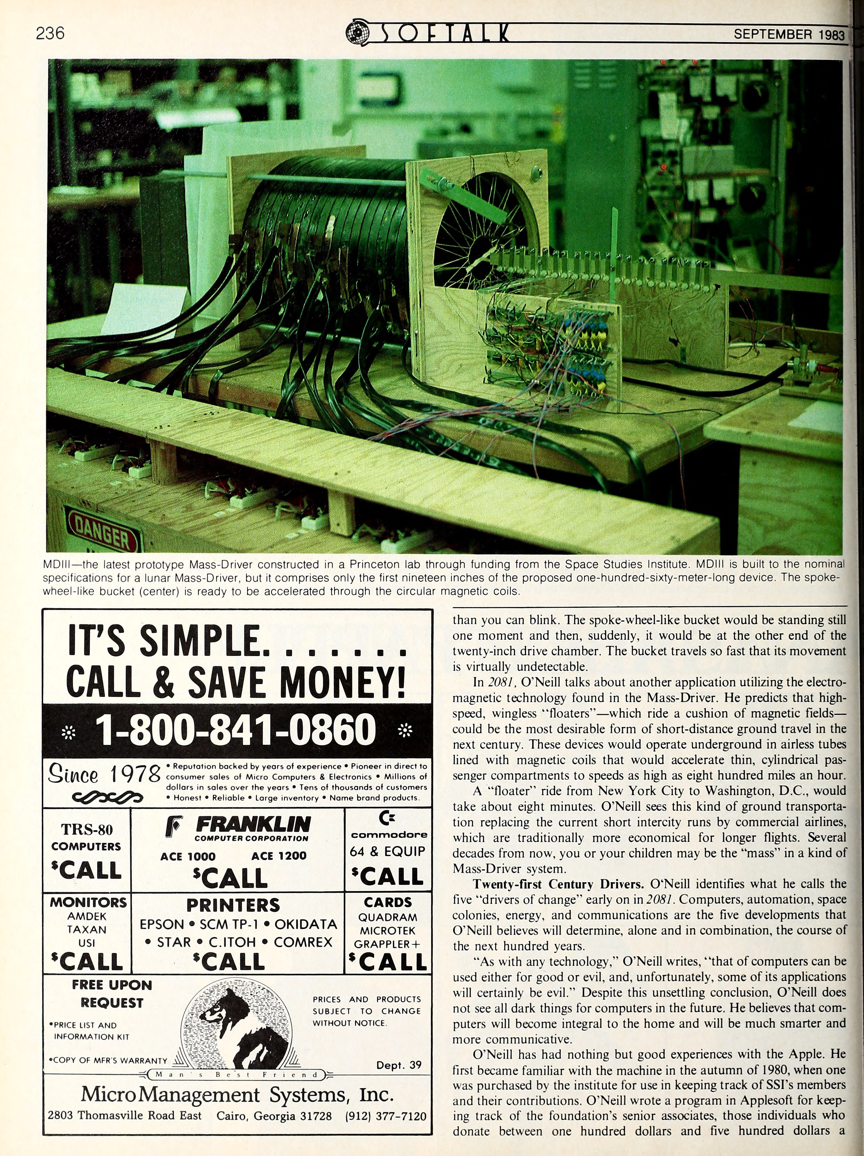 236
SOFTALK
SEPTEMBER 1983
DANGER
MDIII—the latest prototype Mass-Driver constructed in a Princeton lab through funding from the Space Studies Institute. MDIII is built to the nominal
specifications for a lunar Mass-Driver, but it comprises only the first nineteen inches of the proposed one-hundred-sixty-meter-long device. The spoke-
wheel-like bucket (center) is ready to be accelerated through the circular magnetic coils.
IT'S SIMPLE.......
CALL & SAVE MONEY!
1-800-841-0860
Since 1978
• Reputation backed by years of experience • Pioneer in direct to
consumer sales of Micro Computers & Electronics • Millions of
dollars in sales over the years • Tens of thousands of customers
• Honest • Reliable • Large inventory • Name brand products.
TRS-80
COMPUTERS
$CALL
FRANKLIN
COMPUTER CORPORATION
ACE 1000 ACE 1200
$CALL
commodore
64 & EQUIP
$CALL
MONITORS
AMDEK
TAXAN
USI
$CALL
PRINTERS
EPSON • SCM TP-1 • OKIDATA
• STAR • C.ITOH • COMREX
$CALL
CARDS
QUADRAM
MICROTEK
GRAPPLER+
$CALL
FREE UPON
REQUEST
•PRICE LIST AND
INFORMATION KIT
•COPY OF MFR'S WARRANTY
Man's Best Friend
PRICES AND PRODUCTS
SUBJECT TO CHANGE
WITHOUT NOTICE.
Dept. 39
MicroManagement Systems, Inc.
2803 Thomasville Road East Cairo, Georgia 31728 (912) 377-7120
than you can blink. The spoke-wheel-like bucket would be standing still
one moment and then, suddenly, it would be at the other end of the
twenty-inch drive chamber. The bucket travels so fast that its movement
is virtually undetectable.
In 2081, O'Neill talks about another application utilizing the electro-
magnetic technology found in the Mass-Driver. He predicts that high-
speed, wingless "floaters"—which ride a cushion of magnetic fields—
could be the most desirable form of short-distance ground travel in the
next century. These devices would operate underground in airless tubes
lined with magnetic coils that would accelerate thin, cylindrical pas-
senger compartments to speeds as high as eight hundred miles an hour.
A "floater" ride from New York City to Washington, D.C., would
take about eight minutes. O'Neill sees this kind of ground transporta-
tion replacing the current short intercity runs by commercial airlines,
which are traditionally more economical for longer flights. Several
decades from now, you or your children may be the "mass" in a kind of
Mass-Driver system.
Twenty-first Century Drivers. O'Neill identifies what he calls the
five "drivers of change" early on in 2081. Computers, automation, space
colonies, energy, and communications are the five developments that
O'Neill believes will determine, alone and in combination, the course of
the next hundred years.
"As with any technology," O'Neill writes, "that of computers can be
used either for good or evil, and, unfortunately, some of its applications
will certainly be evil." Despite this unsettling conclusion, O'Neill does
not see all dark things for computers in the future. He believes that com-
puters will become integral to the home and will be much smarter and
more communicative.
O'Neill has had nothing but good experiences with the Apple. He
first became familiar with the machine in the autumn of 1980, when one
was purchased by the institute for use in keeping track of SSI's members
and their contributions. O'Neill wrote a program in Applesoft for keep-
ing track of the foundation's senior associates, those individuals who
donate between one hundred dollars and five hundred dollars a